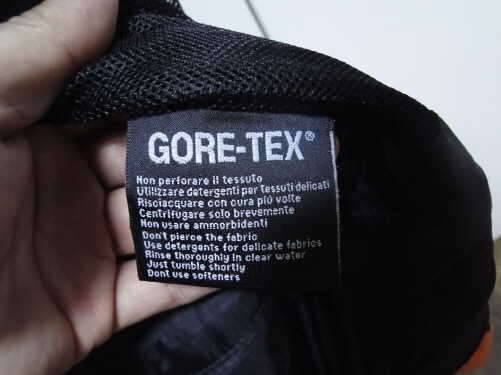 GORE-TEX®
Non perforare il tessuto
Utilizzare detergenti per tessuti delicati
Risciacquare con cura più volte
Centrifugare solo brevemente
Non usare ammorbidenti
Don't pierce the fabric
Use detergents for delicate fabrics
Rinse thoroughly in clear water
Just tumble shortly
Dont use softeners